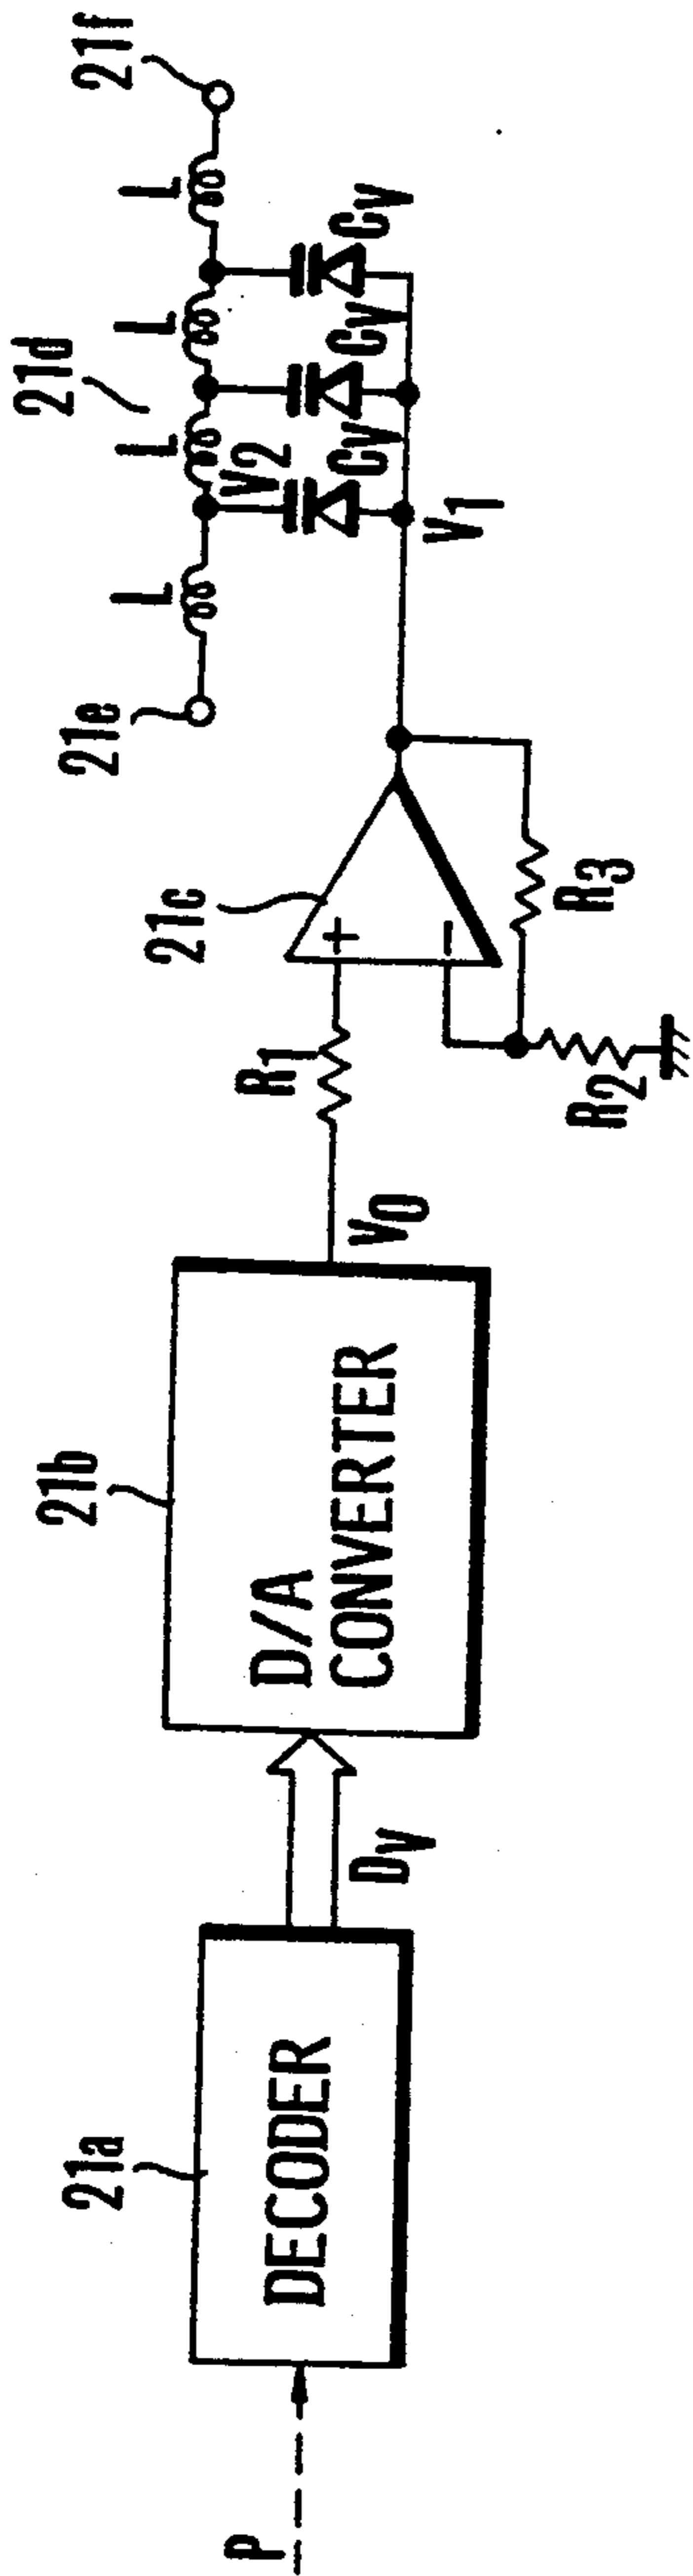 P
21a
DECODER
DV
21b
D/A
CONVERTER
V0
R1
21c
+
-
R2
R3
21e
L
L
L
L
21d
V2
V1
CV
CV
CV
21f